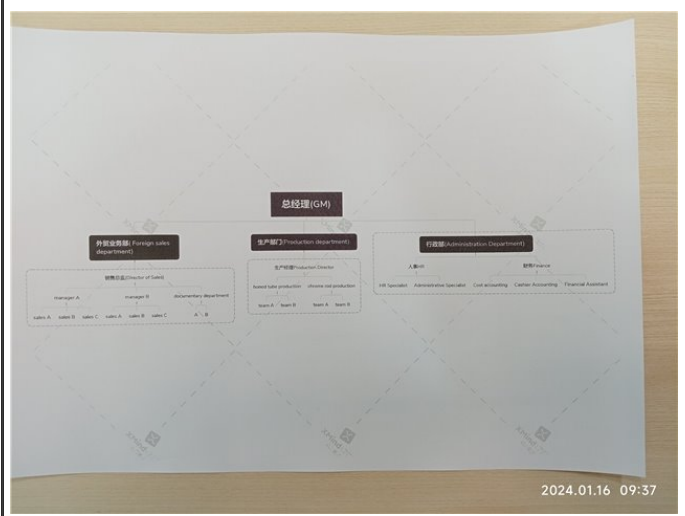 总经理(GM)
外贸业务部( Foreign sales
department)
生产部门(Production department)
行政部(Administration Department)
销售总监(Director of Sales)
生产经理Production Director
人事HR
财务Finance
manager A
manager B
documentary department
honed tube production
chrome rod production
HR Specialist
Administrative Specialist
Cost accounting
Cashier Accounting
Financial Assistant
sales A
sales B
sales C
sales A
sales B
sales C
A
B
team A
team B
team A
team B
XMind
XMind
XMind
2024.01.16 09:37